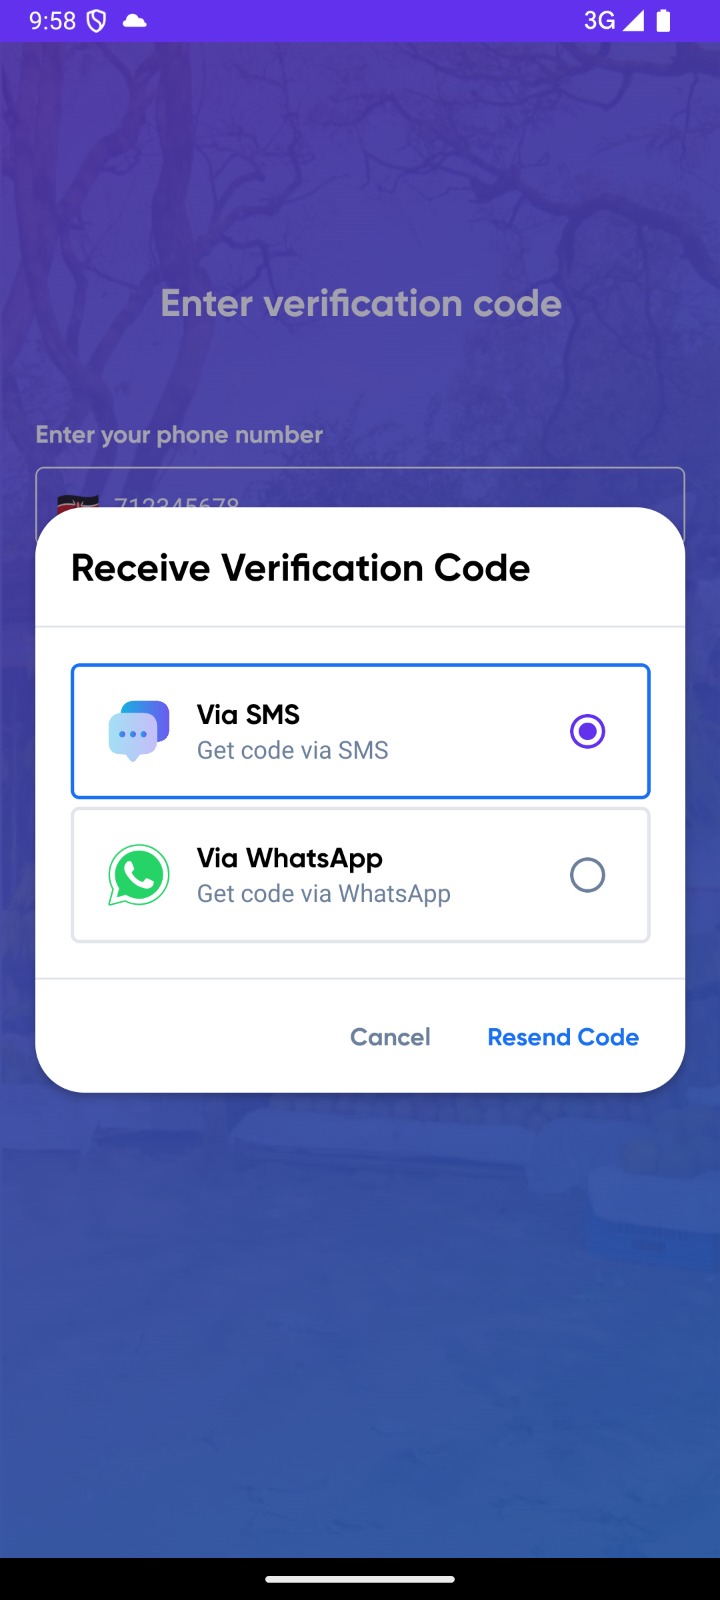 9:58
3G
Enter verification code
Enter your phone number
712345678
Receive Verification Code
Via SMS
Get code via SMS
Via WhatsApp
Get code via WhatsApp
Cancel
Resend Code